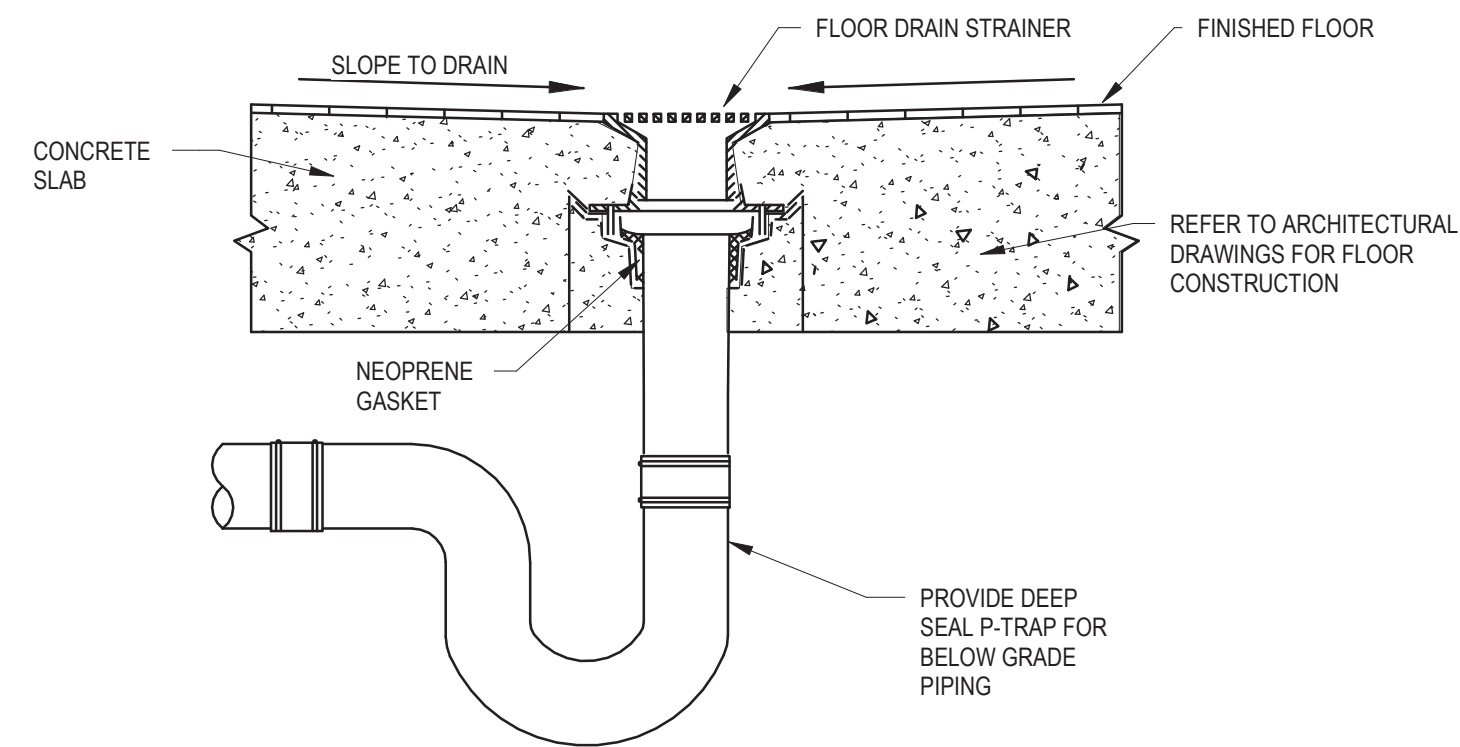 FLOOR DRAIN STRAINER
FINISHED FLOOR
SLOPE TO DRAIN
CONCRETE
SLAB
REFER TO ARCHITECTURAL
DRAWINGS FOR FLOOR
CONSTRUCTION
NEOPRENE
GASKET
PROVIDE DEEP
SEAL P-TRAP FOR
BELOW GRADE
PIPING